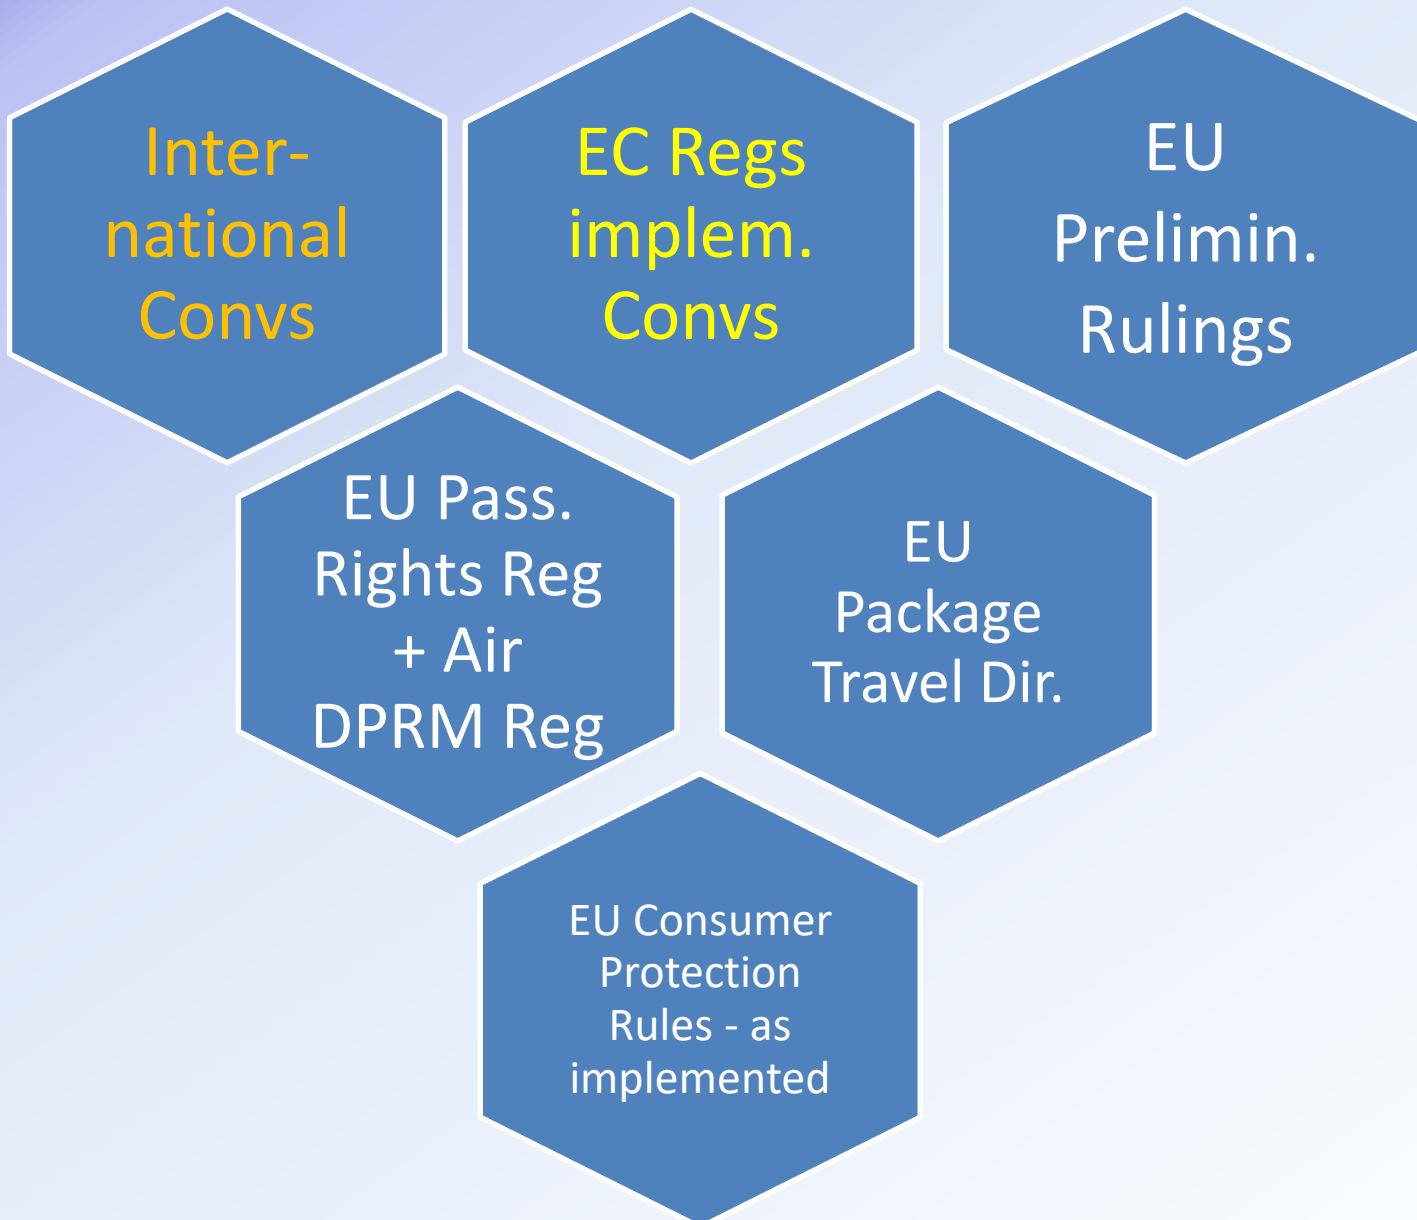 Inter-
national
Convs
EC Regs
implem.
Convs
EU
Prelimin.
Rulings
EU Pass.
Rights Reg
+ Air
DPRM Reg
EU
Package
Travel Dir.
EU Consumer
Protection
Rules - as
implemented